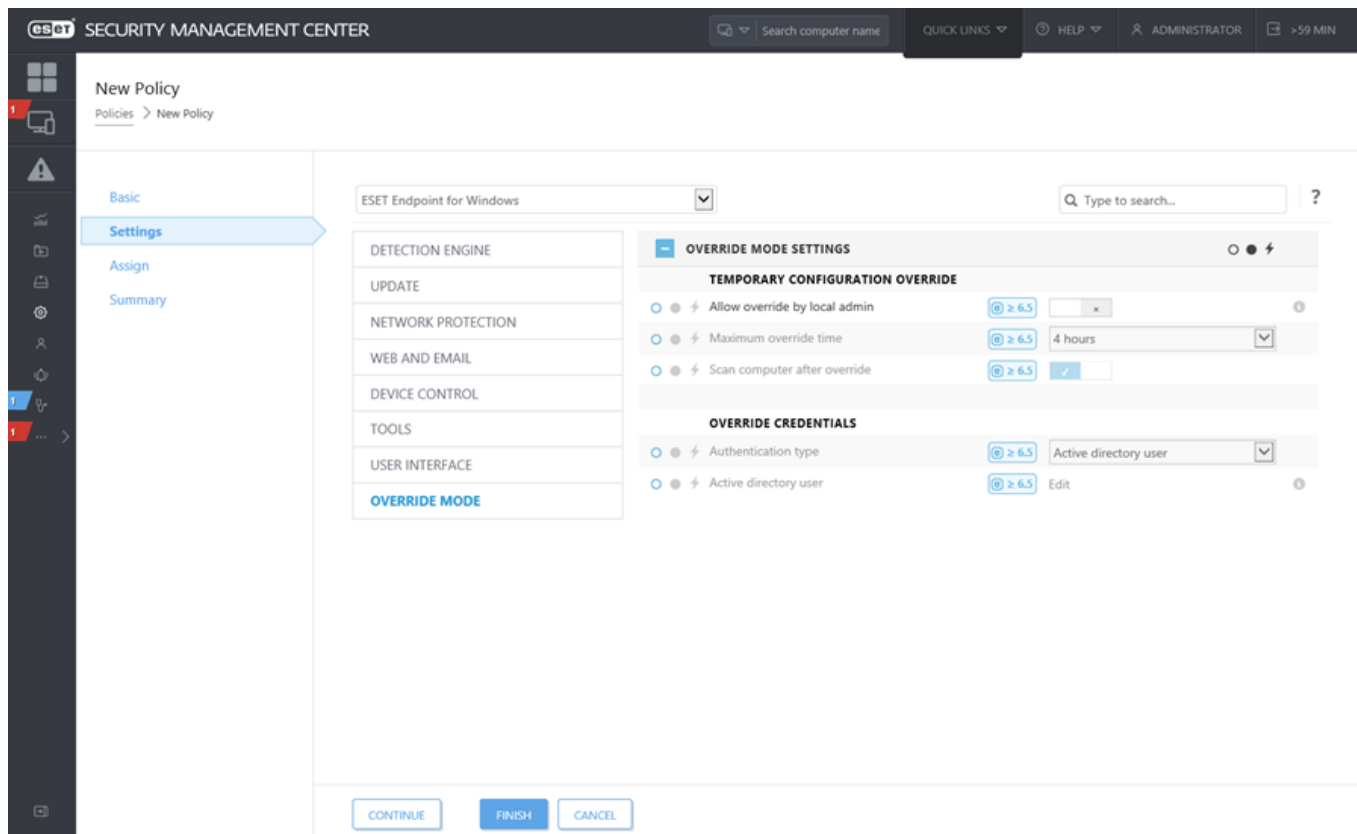 eset SECURITY MANAGEMENT CENTER
Search computer name
QUICK LINKS
HELP
ADMINISTRATOR
>59 MIN
New Policy
Policies > New Policy
1
1
1
...
Basic
Settings
Assign
Summary
ESET Endpoint for Windows
Type to search...
?
DETECTION ENGINE
UPDATE
NETWORK PROTECTION
WEB AND EMAIL
DEVICE CONTROL
TOOLS
USER INTERFACE
OVERRIDE MODE
OVERRIDE MODE SETTINGS
TEMPORARY CONFIGURATION OVERRIDE
Allow override by local admin ≥ 6.5
Maximum override time ≥ 6.5 4 hours
Scan computer after override ≥ 6.5
OVERRIDE CREDENTIALS
Authentication type ≥ 6.5 Active directory user
Active directory user ≥ 6.5 Edit
CONTINUE
FINISH
CANCEL